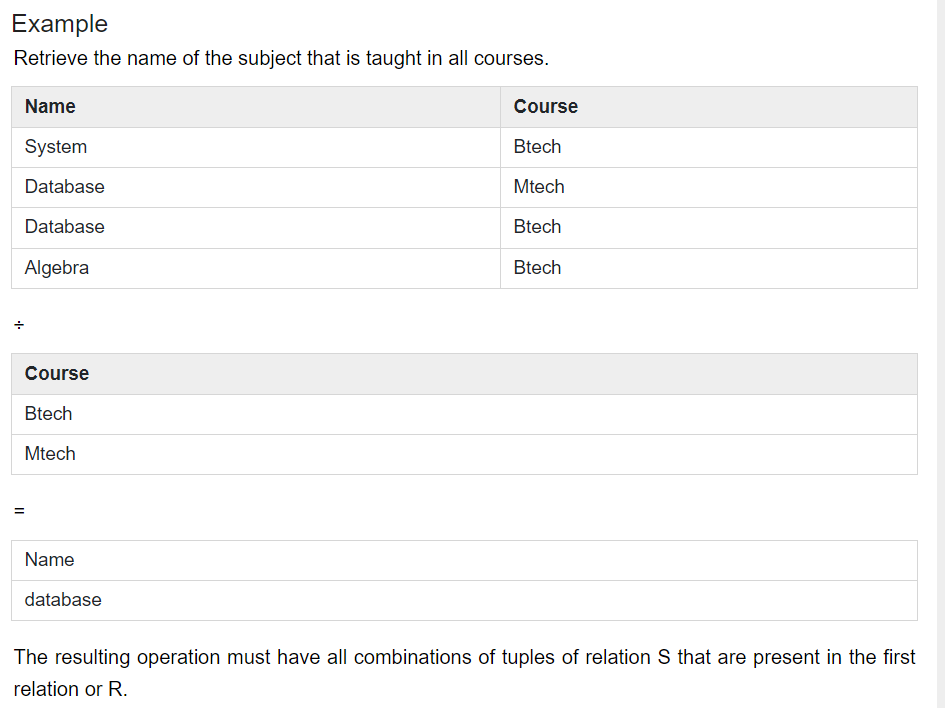 Example
Retrieve the name of the subject that is taught in all courses.
Name Course
System Btech
Database Mtech
Database Btech
Algebra Btech
÷
Course
Btech
Mtech
=
Name
database
The resulting operation must have all combinations of tuples of relation S that are present in the first
relation or R.